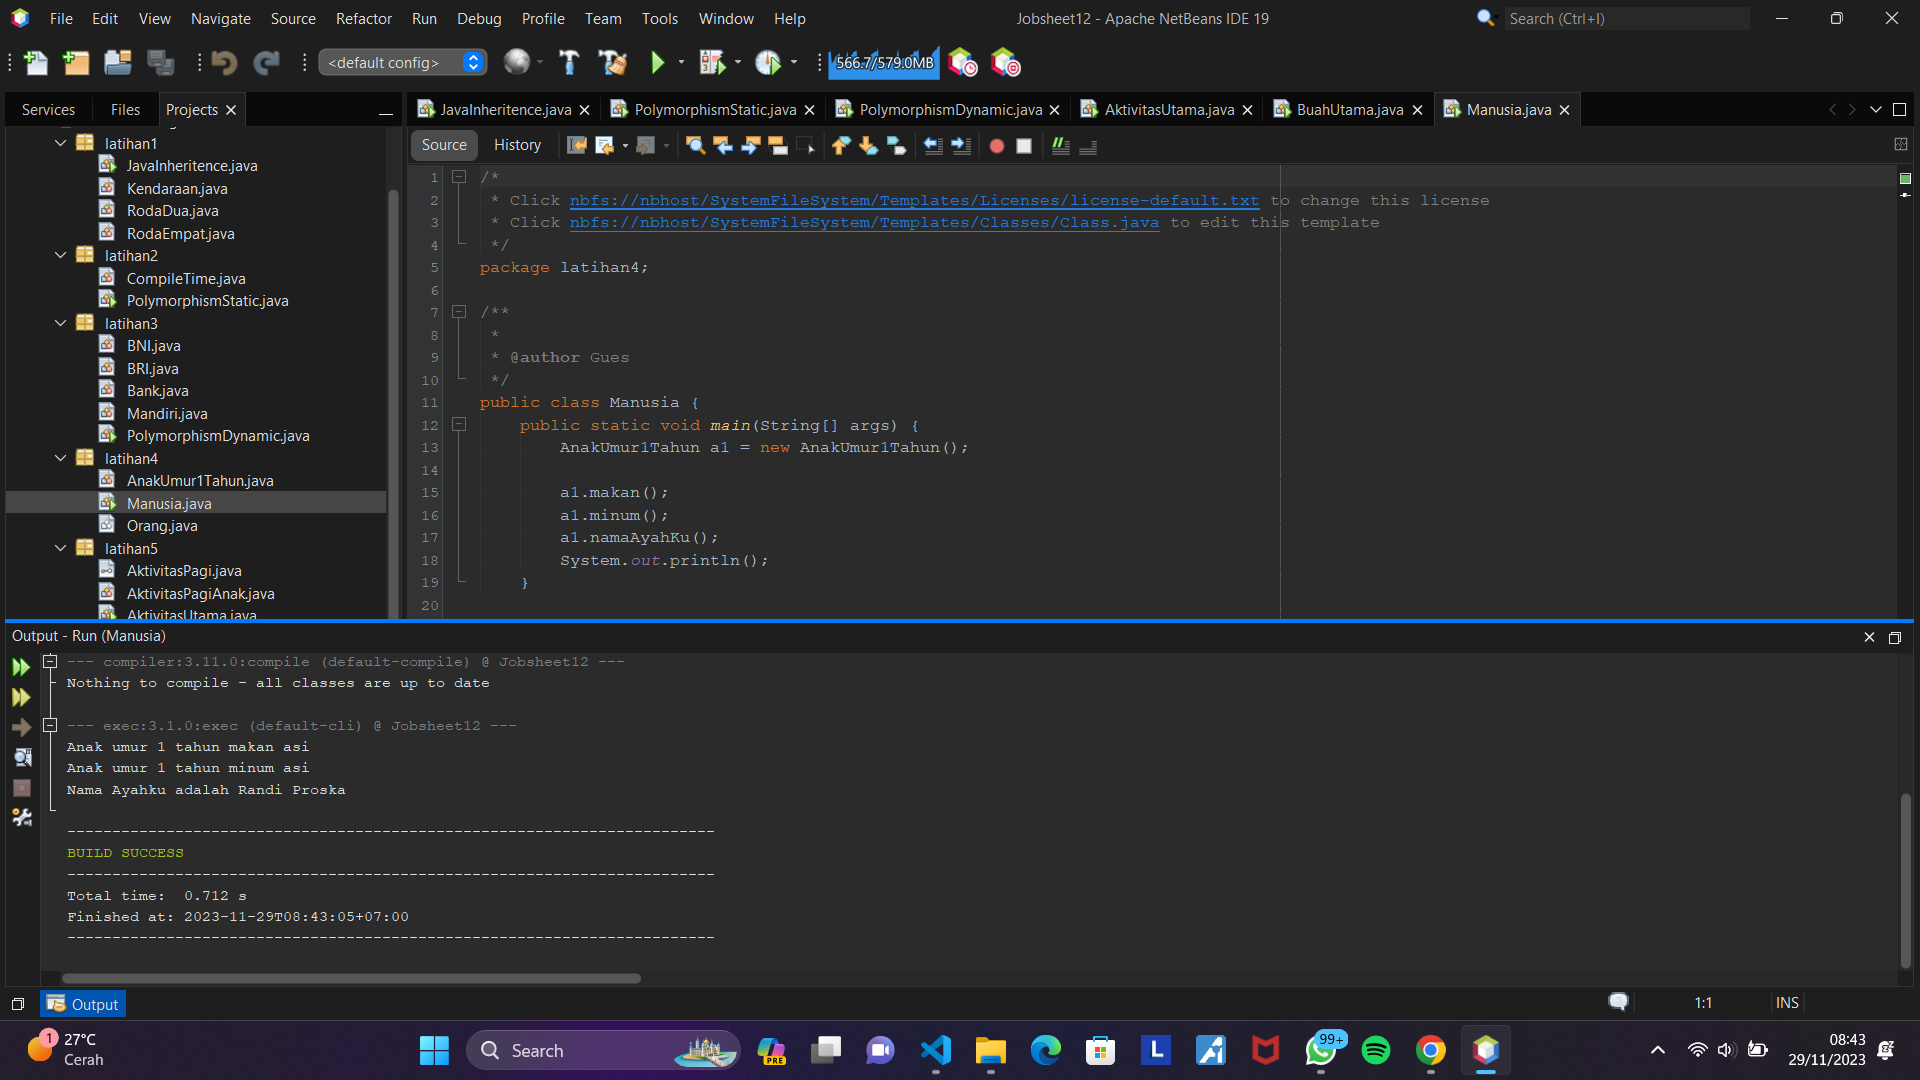 File Edit View Navigate Source Refactor Run Debug Profile Team Tools Window Help
Jobsheet12 - Apache NetBeans IDE 19
Search (Ctrl+I)
<default config>
566.7/579.0MB
Services Files Projects
JavaInheritence.java PolymorphismStatic.java PolymorphismDynamic.java AktivitasUtama.java BuahUtama.java Manusia.java
Source History
latihan1
JavaInheritence.java
Kendaraan.java
RodaDua.java
RodaEmpat.java
latihan2
CompileTime.java
PolymorphismStatic.java
latihan3
BNI.java
BRI.java
Bank.java
Mandiri.java
PolymorphismDynamic.java
latihan4
AnakUmur1Tahun.java
Manusia.java
Orang.java
latihan5
AktivitasPagi.java
AktivitasPagiAnak.java
AktivitasUtama.java
1 /*
2 * Click nbfs://nbhost/SystemFileSystem/Templates/Licenses/license-default.txt to change this license
3 * Click nbfs://nbhost/SystemFileSystem/Templates/Classes/Class.java to edit this template
4 */
5 package latihan4;
6
7 /**
8 *
9 * @author Gues
10 */
11 public class Manusia {
12 public static void main(String[] args) {
13 AnakUmur1Tahun a1 = new AnakUmur1Tahun();
14
15 a1.makan();
16 a1.minum();
17 a1.namaAyahKu();
18 System.out.println();
19 }
20
Output - Run (Manusia)
--- compiler:3.11.0:compile (default-compile) @ Jobsheet12 ---
Nothing to compile - all classes are up to date
--- exec:3.1.0:exec (default-cli) @ Jobsheet12 ---
Anak umur 1 tahun makan asi
Anak umur 1 tahun minum asi
Nama Ayahku adalah Randi Proska
------------------------------------------------------------------------
BUILD SUCCESS
------------------------------------------------------------------------
Total time:  0.712 s
Finished at: 2023-11-29T08:43:05+07:00
------------------------------------------------------------------------
Output
1:1 INS
1
27°C
Cerah
Search
PRE
L
99+
08:43
29/11/2023